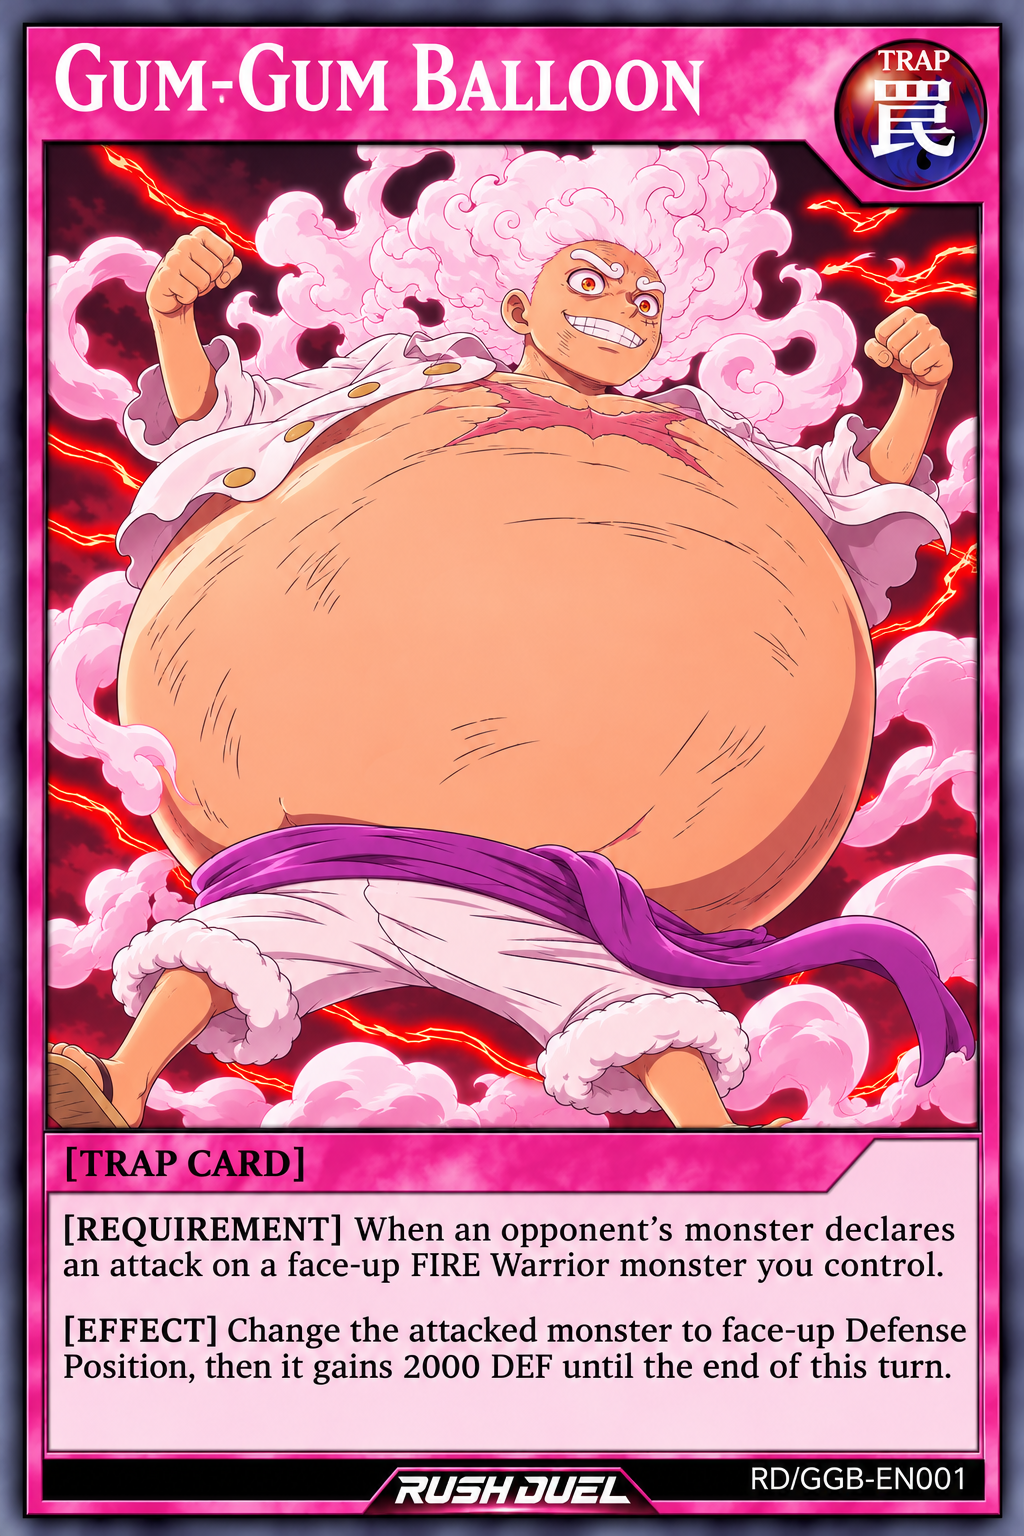 Gum-Gum Balloon
TRAP
罠
[TRAP CARD]
[REQUIREMENT] When an opponent’s monster declares
an attack on a face-up FIRE Warrior monster you control.
[EFFECT] Change the attacked monster to face-up Defense
Position, then it gains 2000 DEF until the end of this turn.
RUSH DUEL
RD/GGB-EN001